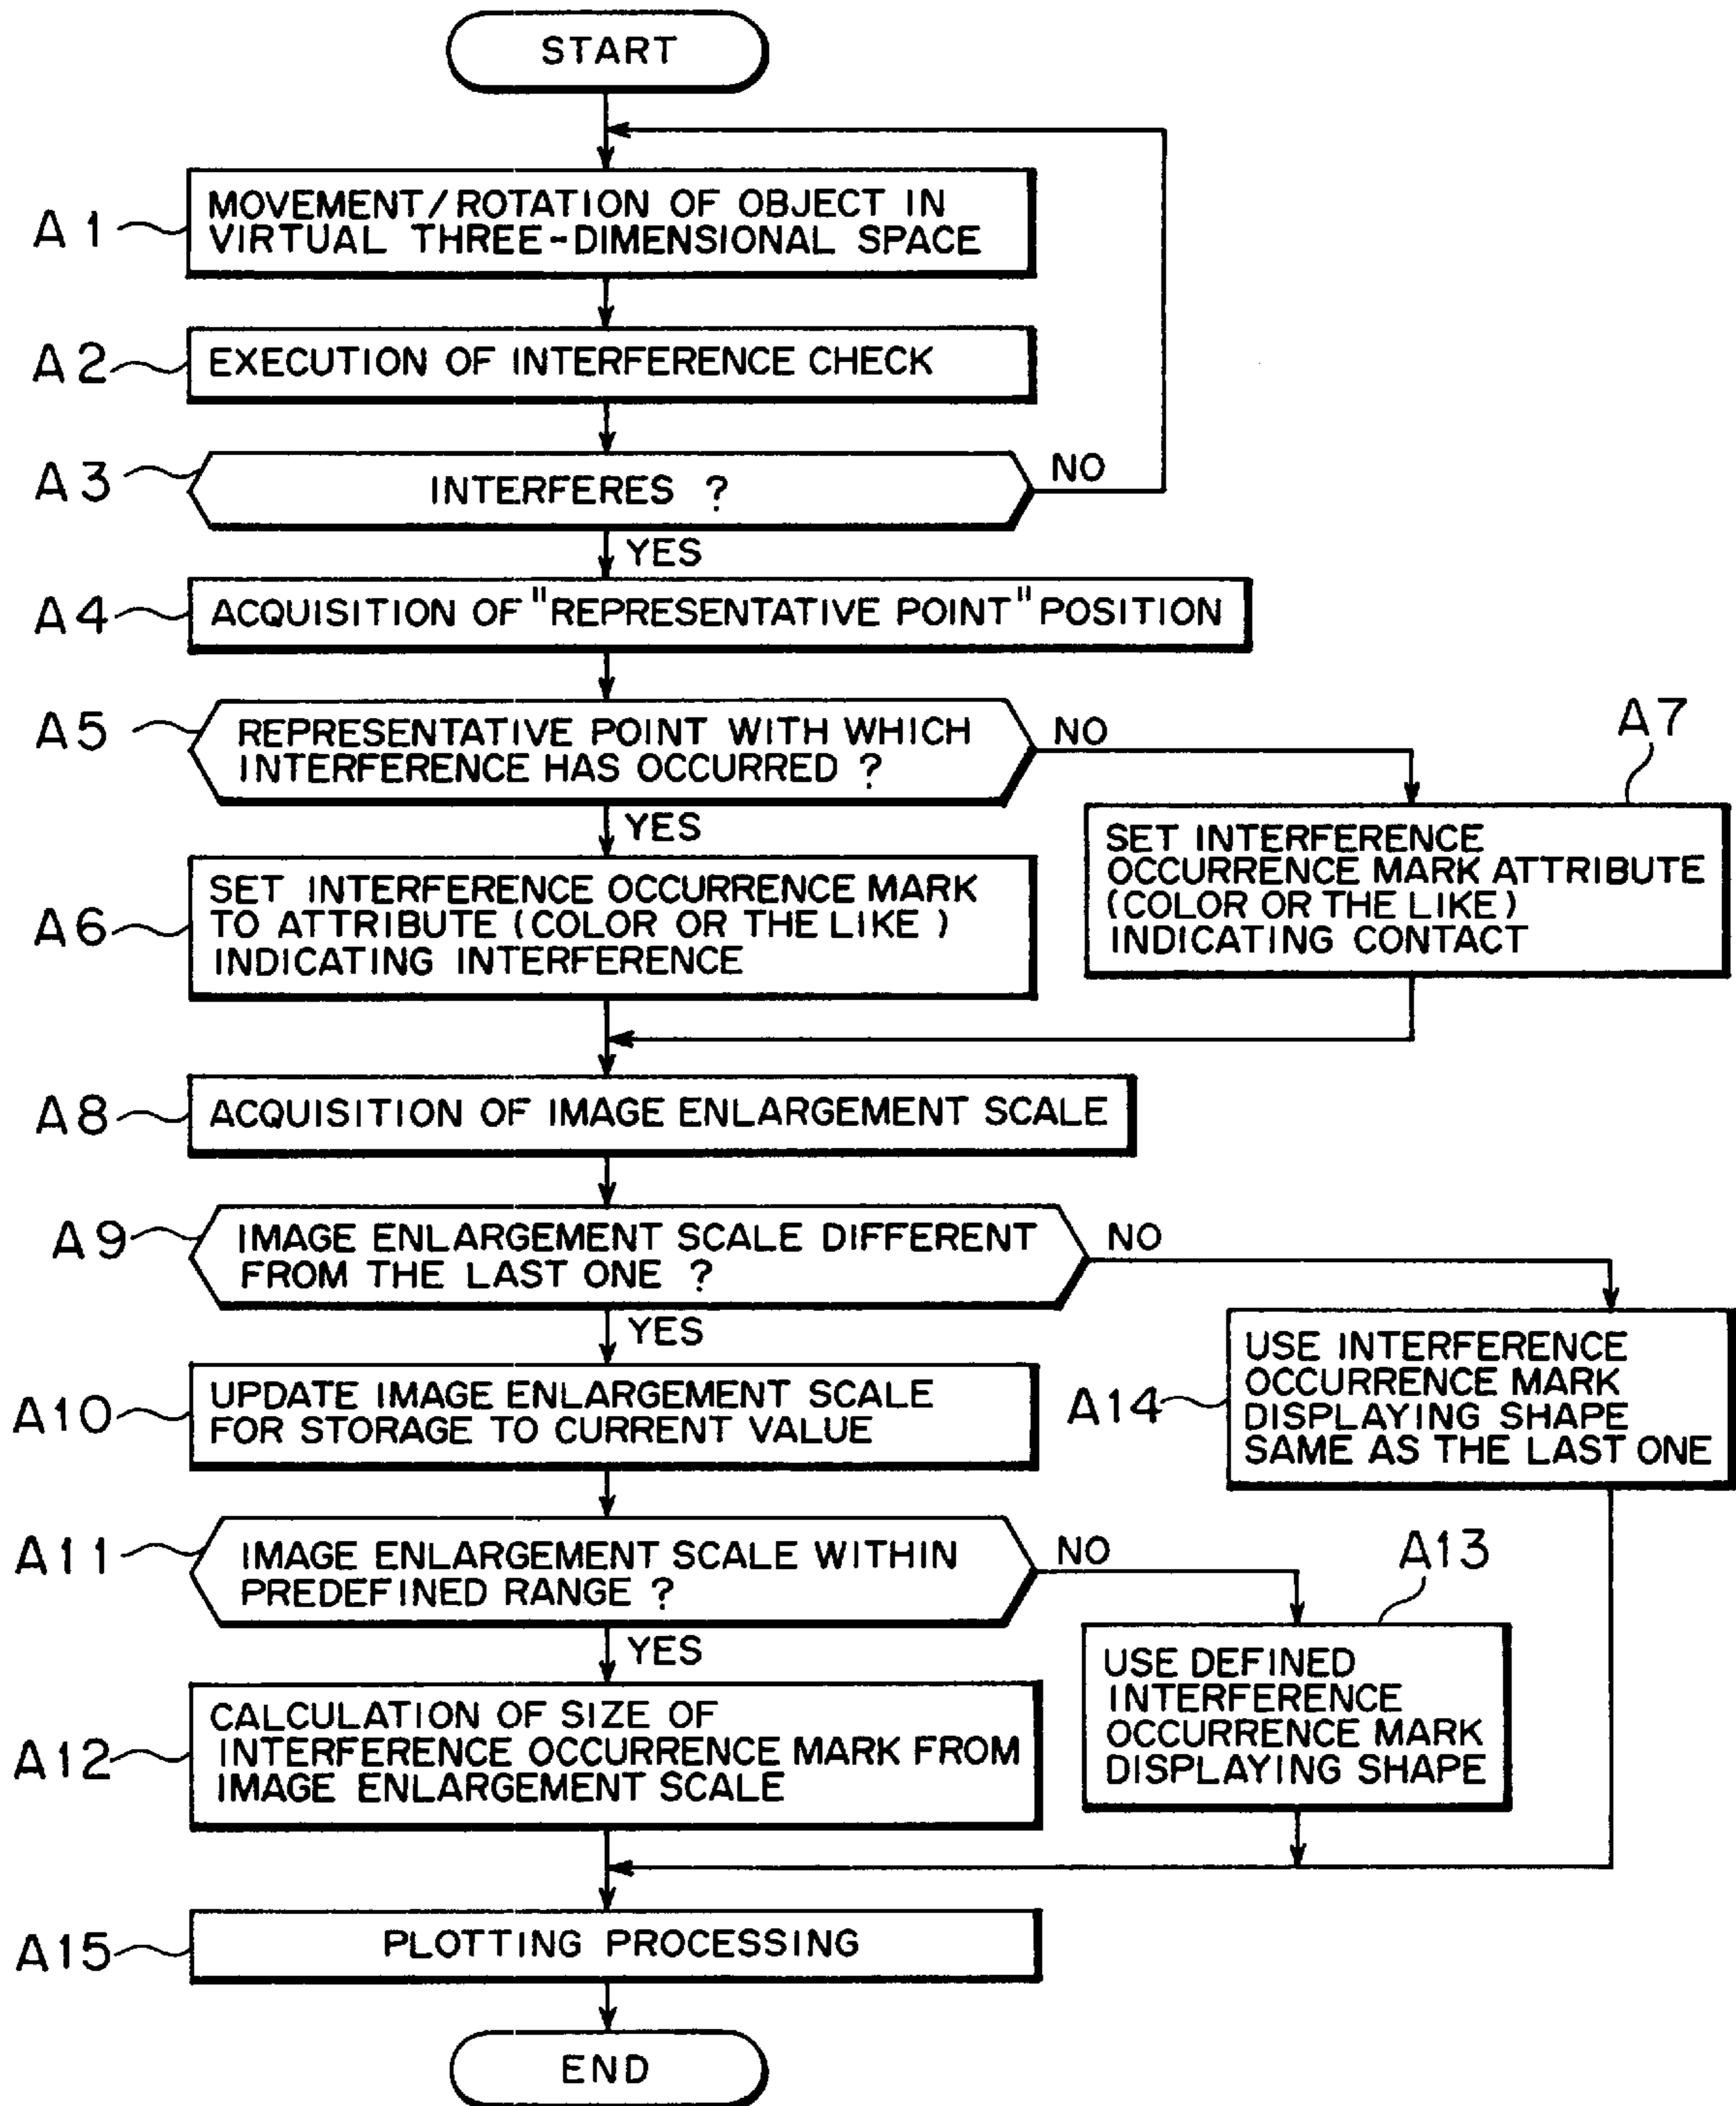 START
A1
MOVEMENT/ROTATION OF OBJECT IN
VIRTUAL THREE-DIMENSIONAL SPACE
A2
EXECUTION OF INTERFERENCE CHECK
A3
INTERFERES ?
NO
YES
A4
ACQUISITION OF "REPRESENTATIVE POINT" POSITION
A5
REPRESENTATIVE POINT WITH WHICH
INTERFERENCE HAS OCCURRED ?
NO
YES
A7
SET INTERFERENCE
OCCURRENCE MARK ATTRIBUTE
(COLOR OR THE LIKE)
INDICATING CONTACT
A6
SET INTERFERENCE OCCURRENCE MARK
TO ATTRIBUTE (COLOR OR THE LIKE)
INDICATING INTERFERENCE
A8
ACQUISITION OF IMAGE ENLARGEMENT SCALE
A9
IMAGE ENLARGEMENT SCALE DIFFERENT
FROM THE LAST ONE ?
NO
YES
A10
UPDATE IMAGE ENLARGEMENT SCALE
FOR STORAGE TO CURRENT VALUE
A14
USE INTERFERENCE
OCCURRENCE MARK
DISPLAYING SHAPE
SAME AS THE LAST ONE
A11
IMAGE ENLARGEMENT SCALE WITHIN
PREDEFINED RANGE ?
NO
YES
A13
USE DEFINED
INTERFERENCE
OCCURRENCE MARK
DISPLAYING SHAPE
A12
CALCULATION OF SIZE OF
INTERFERENCE OCCURRENCE MARK FROM
IMAGE ENLARGEMENT SCALE
A15
PLOTTING PROCESSING
END